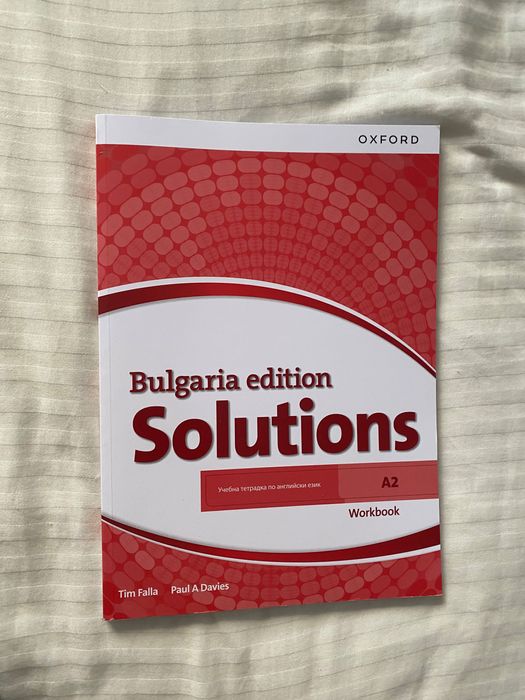 OXFORD
Bulgaria edition
Solutions
Учебна тетрадка по английски език
A2
Workbook
Tim Falla Paul A Davies